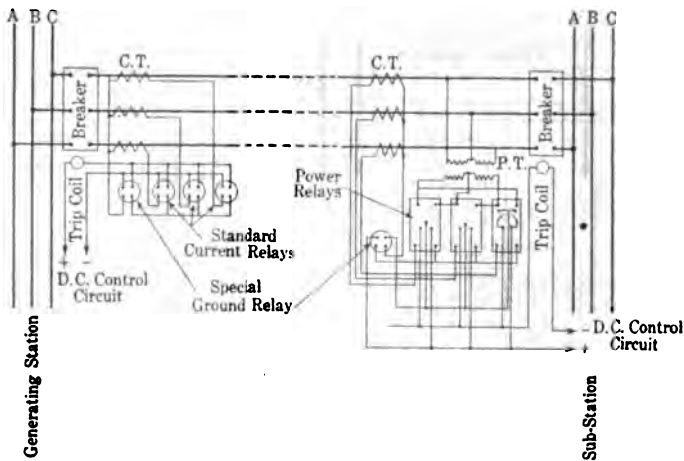 A B C
A B C
C.T.
C.T.
Breaker
Breaker
P.T.
Power
Relays
Trip Coil
Trip Coil
Standard
Current Relays
+ −
D.C. Control
Circuit
Special
Ground Relay
− D.C. Control
+ Circuit
Generating Station
Sub-Station